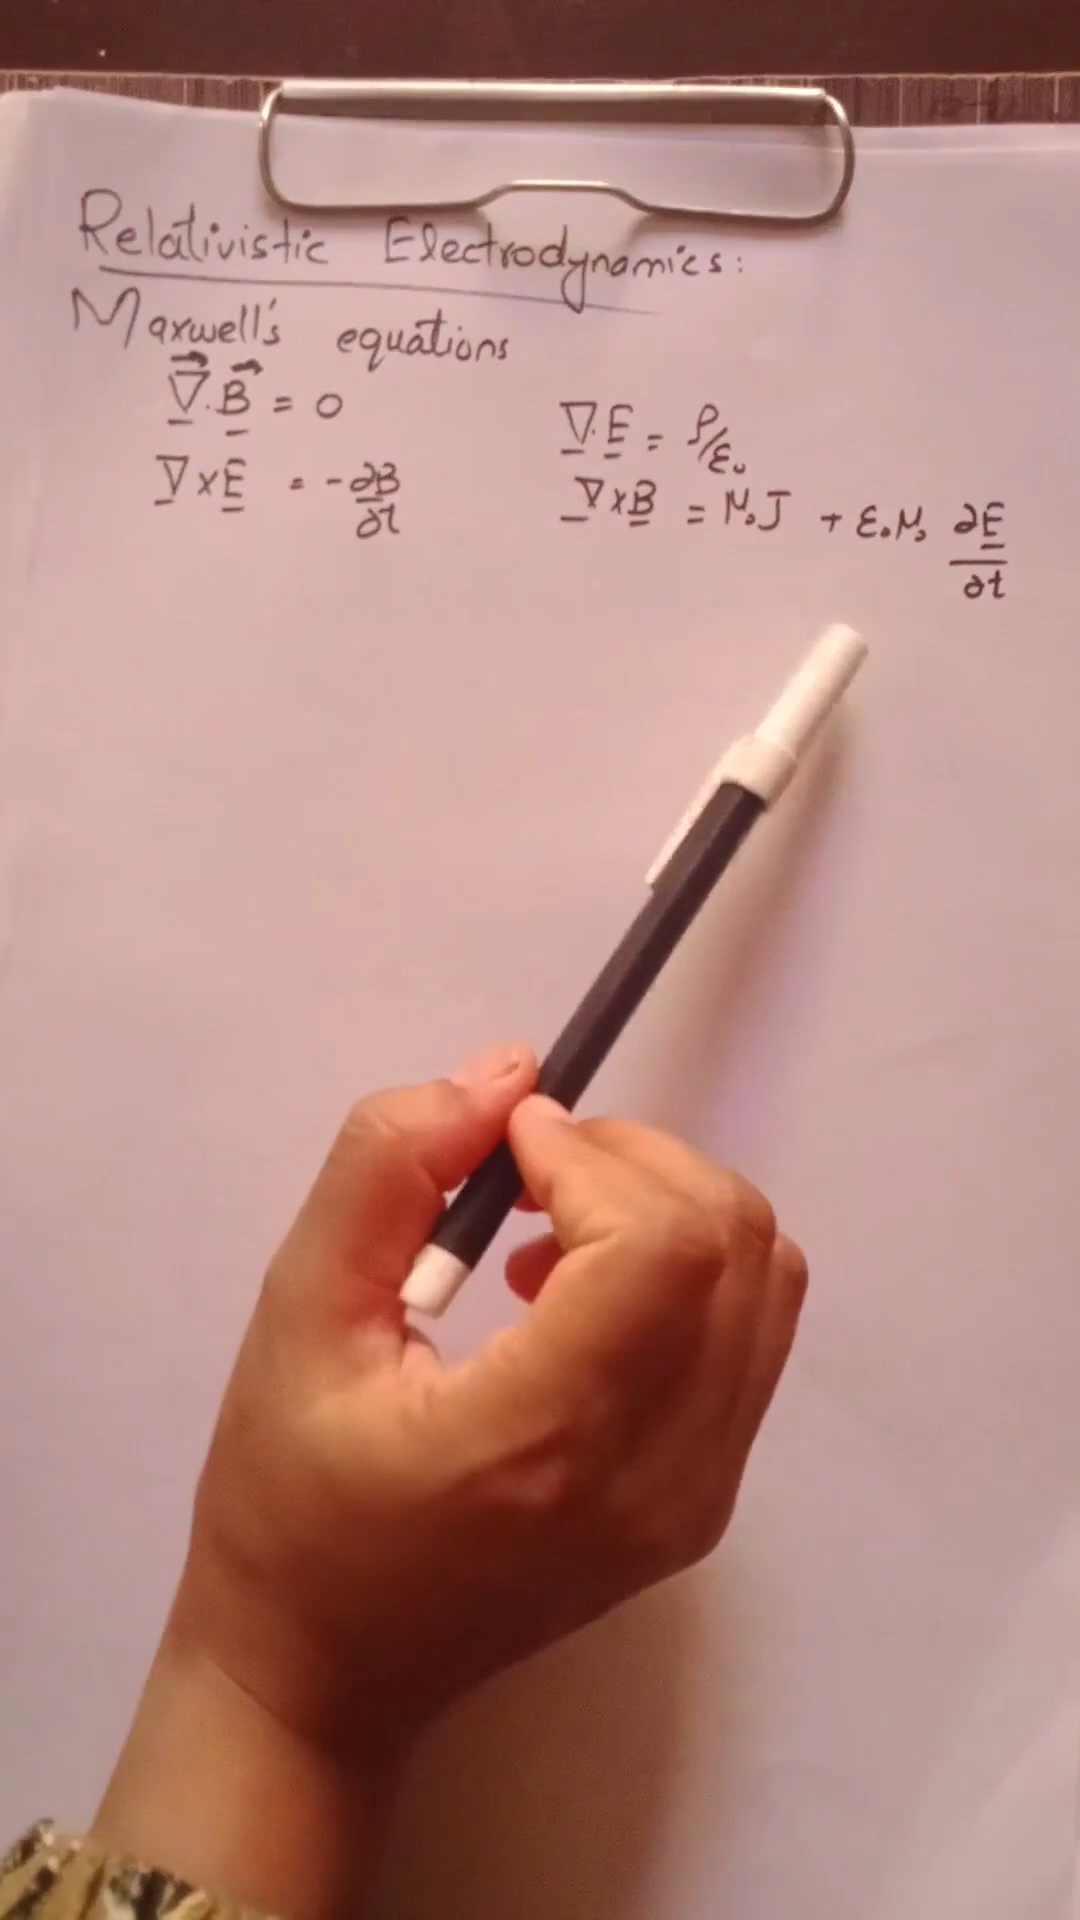 Relativistic Electrodynamics:
Maxwell's equations
∇⃗.B⃗ = 0
∇.E = ρ/ε₀
∇×E = -∂B/∂t
∇×B = μ₀J + ε₀μ₀ ∂E/∂t